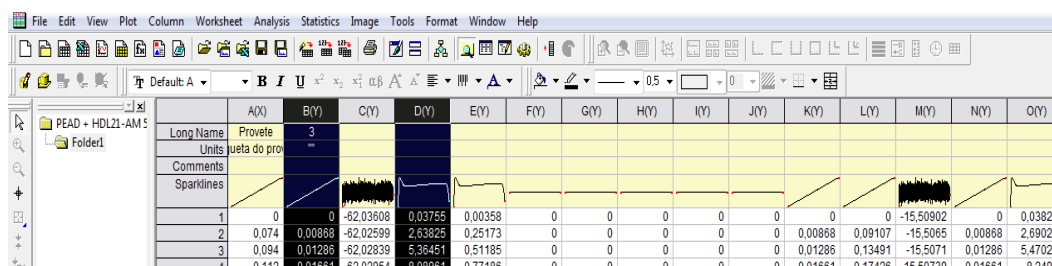 File Edit View Plot Column Worksheet Analysis Statistics Image Tools Format Window Help
Default: A B I U x² x₂ x₁² αβ A A A 0,5 0
PEAD + HDL21-AM 5
Folder1
A(X) B(Y) C(Y) D(Y) E(Y) F(Y) G(Y) H(Y) I(Y) J(Y) K(Y) L(Y) M(Y) N(Y) O(Y)
Long Name Provete 3
Units queta do prov ""
Comments
Sparklines
1 0 0 -62,03608 0,03755 0,00358 0 0 0 0 0 0 0 -15,50902 0 0,0382
2 0,074 0,00868 -62,02599 2,63825 0,25173 0 0 0 0 0 0,00868 0,09107 -15,5065 0,00868 2,6902
3 0,094 0,01286 -62,02839 5,36451 0,51185 0 0 0 0 0 0,01286 0,13491 -15,5071 0,01286 5,4702